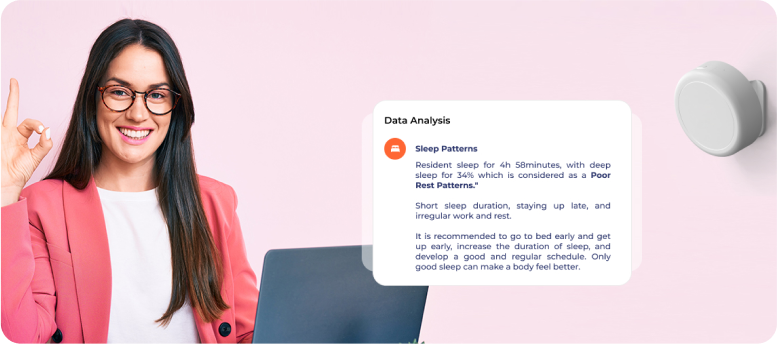 Data Analysis
Sleep Patterns
Resident sleep for 4h 58minutes, with deep
sleep for 34% which is considered as a Poor
Rest Patterns."
Short sleep duration, staying up late, and
irregular work and rest.
It is recommended to go to bed early and get
up early, increase the duration of sleep, and
develop a good and regular schedule. Only
good sleep can make a body feel better.